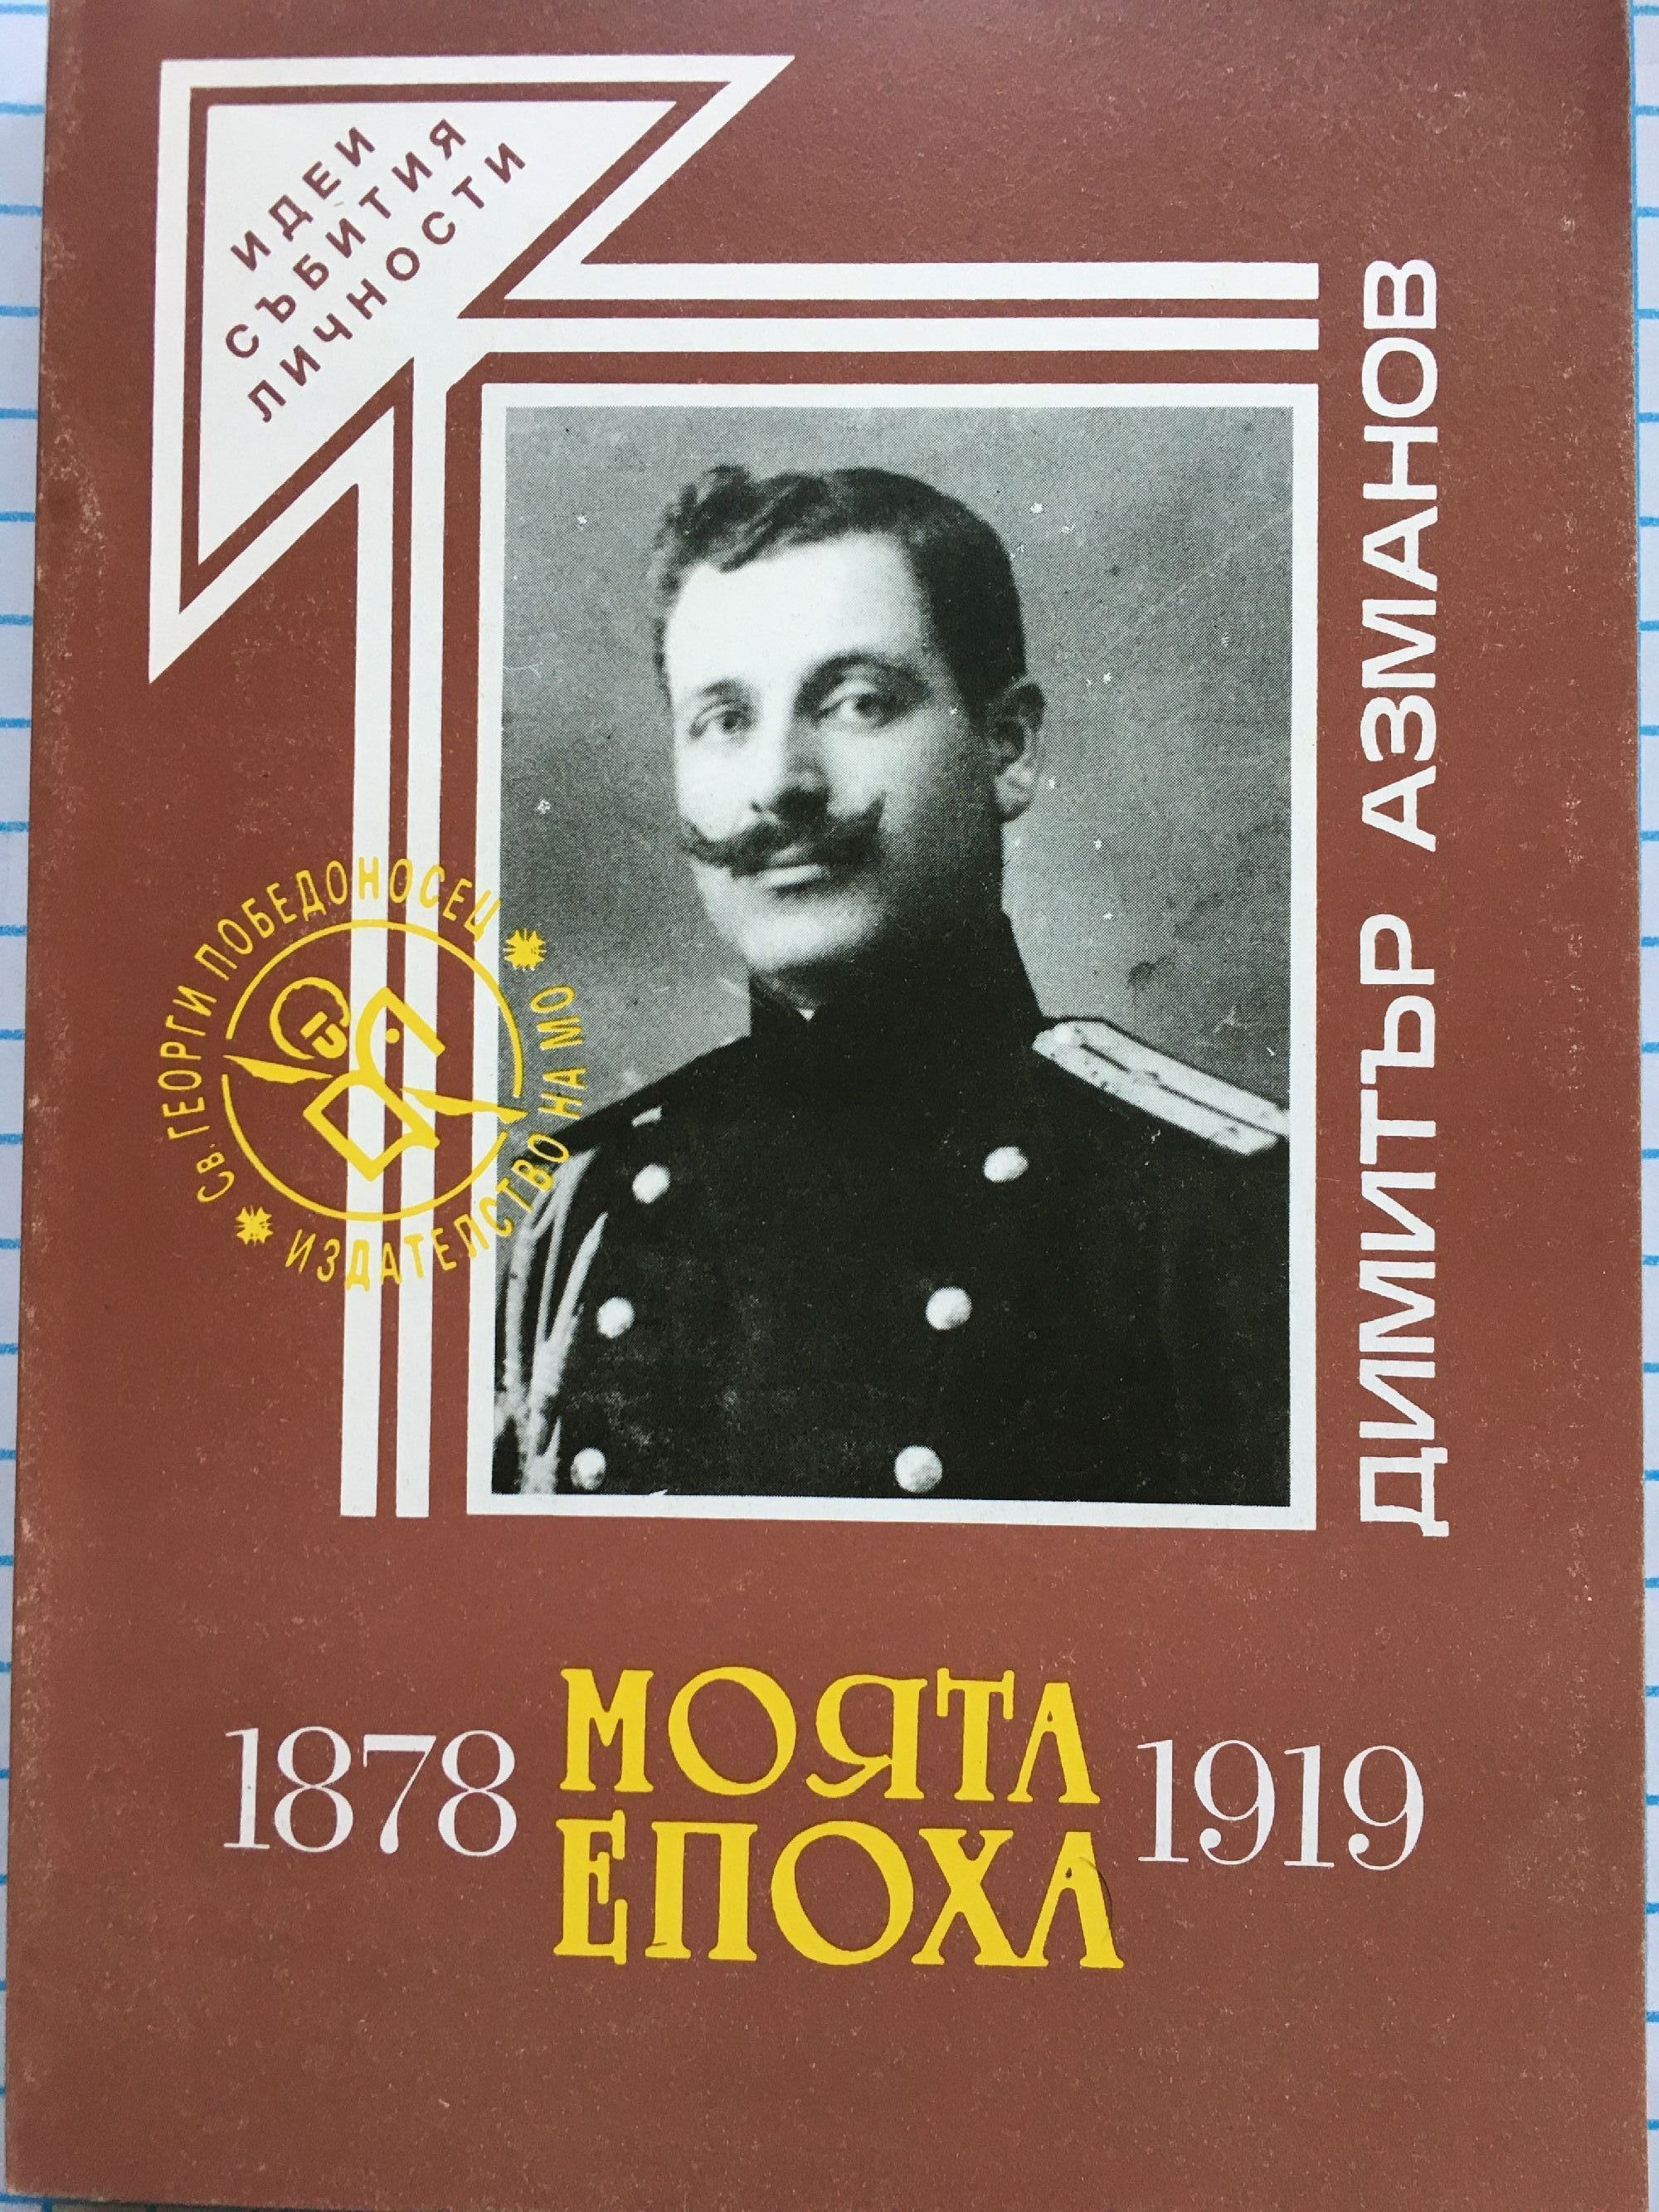 ИДЕИ
СЪБИТИЯ
ЛИЧНОСТИ
ДИМИТЪР АЗМАНОВ
СВ. ГЕОРГИ ПОБЕДОНОСЕЦ
ИЗДАТЕЛСТВО НА МО
1878 МОЯТА 1919
ЕПОХА